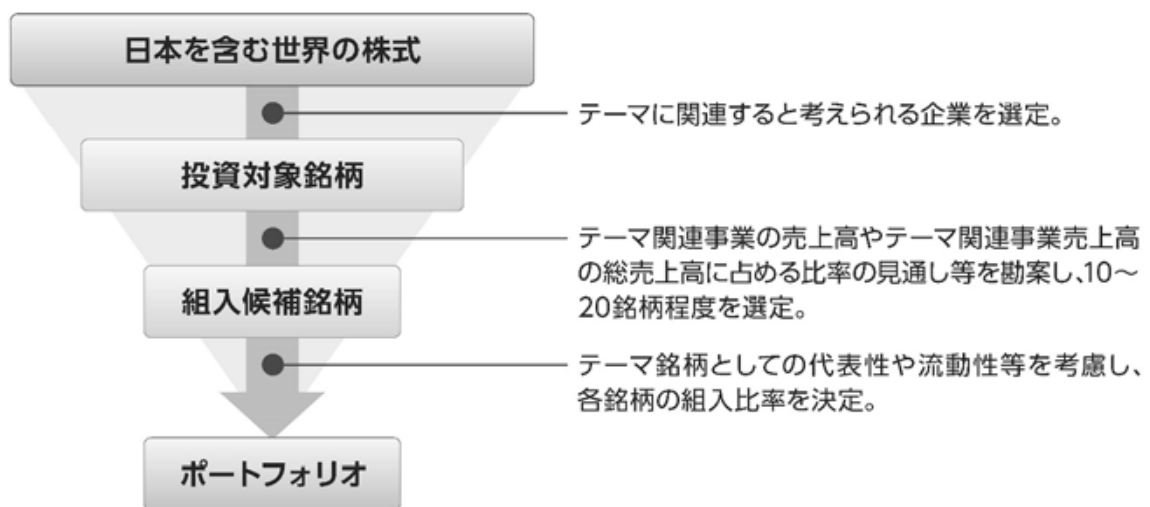 日本を含む世界の株式
テーマに関連すると考えられる企業を選定。
投資対象銘柄
テーマ関連事業の売上高やテーマ関連事業売上高
の総売上高に占める比率の見通し等を勘案し、10～
20銘柄程度を選定。
組入候補銘柄
テーマ銘柄としての代表性や流動性等を考慮し、
各銘柄の組入比率を決定。
ポートフォリオ